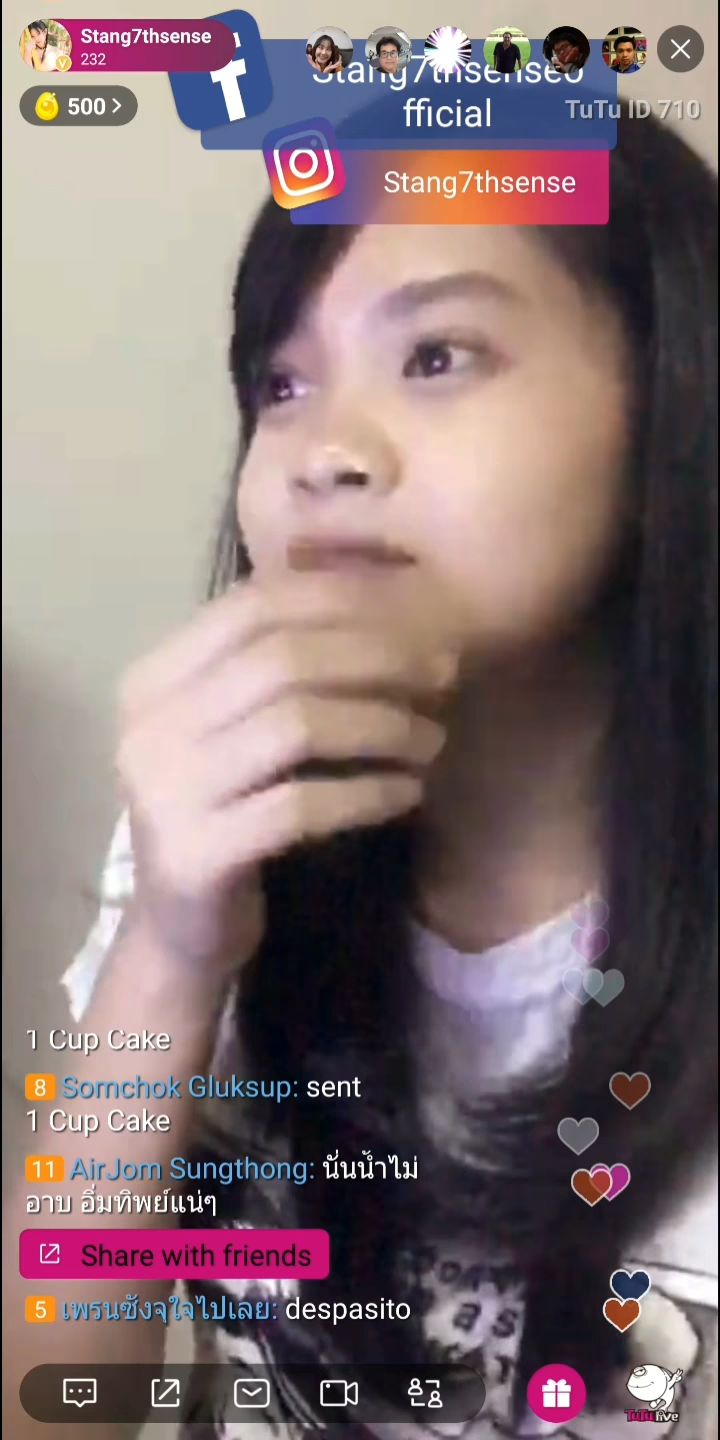 Stang7thsense
232
500
Stang7thsenseo
fficial
TuTu ID 710
Stang7thsense
1 Cup Cake
8 Somchok Gluksup: sent
1 Cup Cake
11 AirJom Sungthong: นั่นน้ำไม่
อาบ อิ่มทิพย์แน่ๆ
Share with friends
5 เพรนซังจุใจไปเลย: despasito
TuTu live